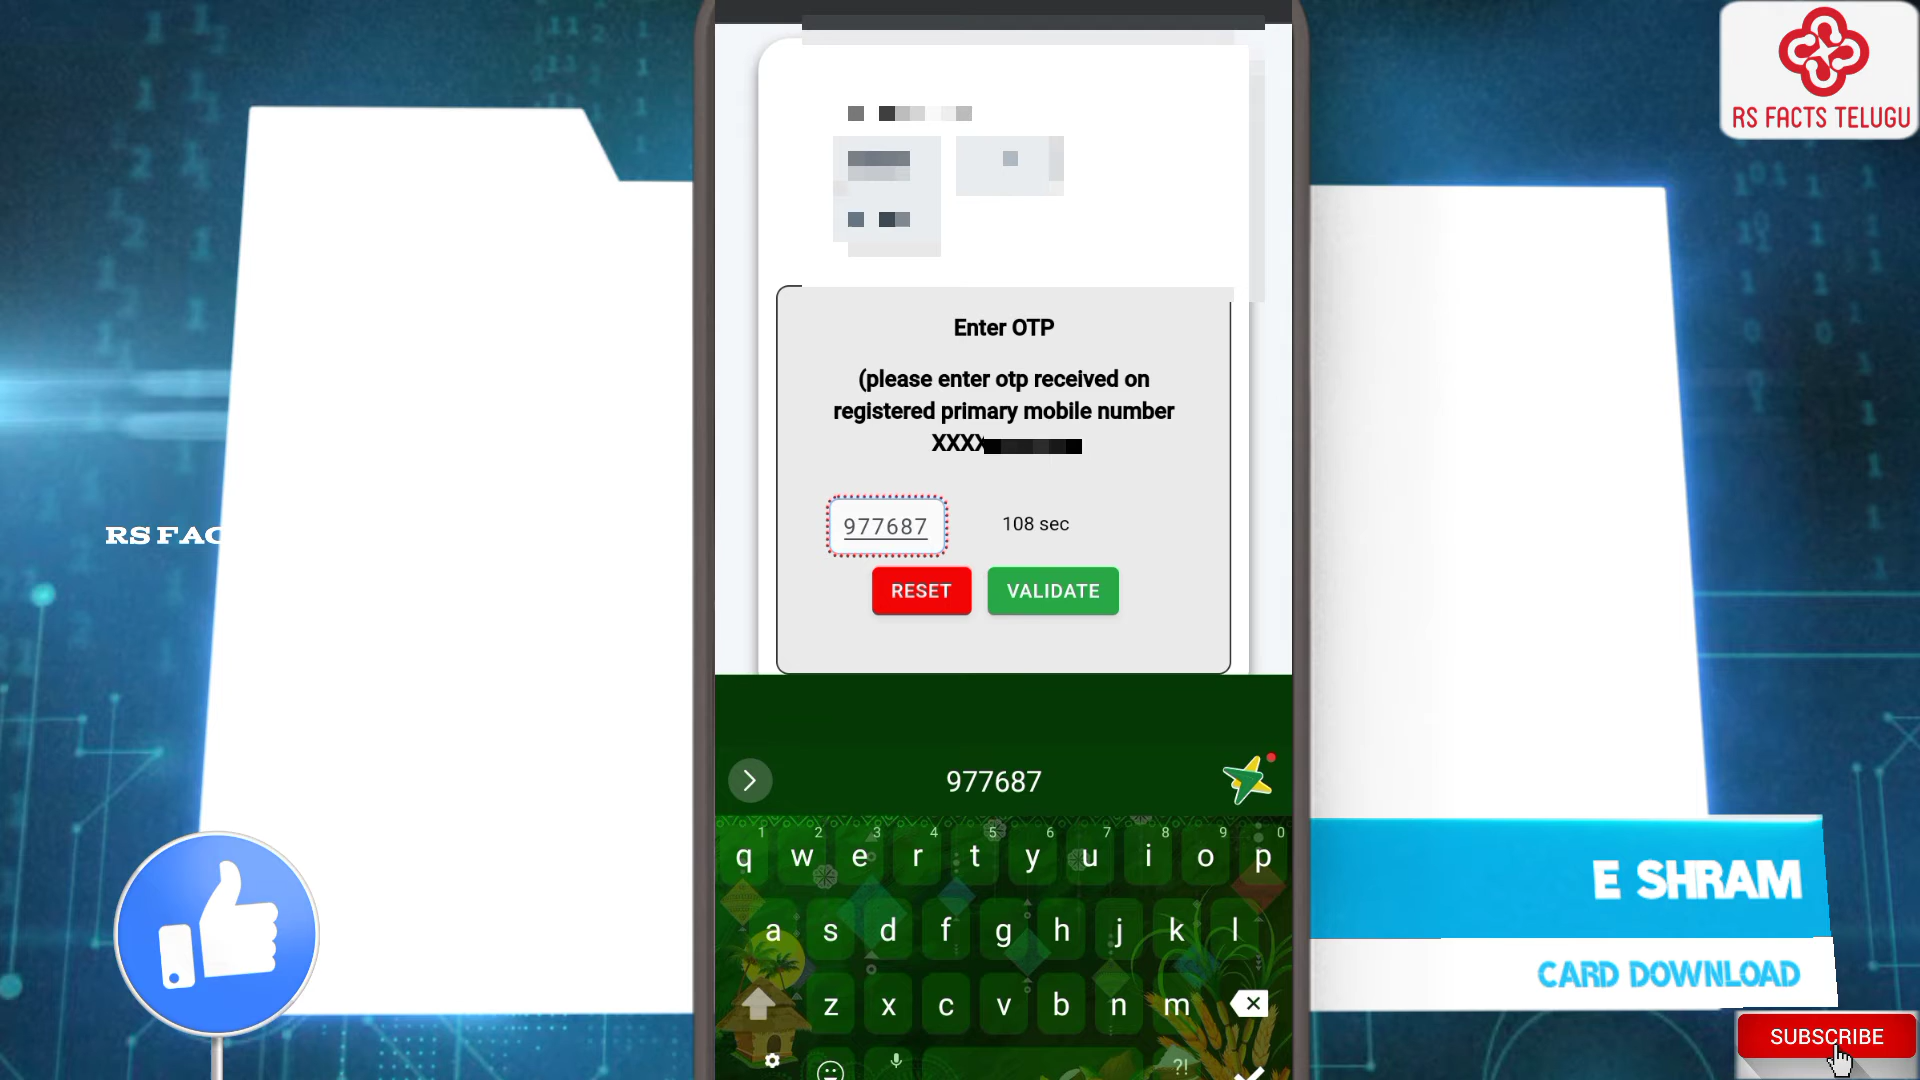 RS FACTS TELUGU
Enter OTP
(please enter otp received on
registered primary mobile number
XXXX
977687
108 sec
RESET
VALIDATE
RS FAC
977687
1 2 3 4 5 6 7 8 9 0
q w e r t y u i o p
a s d f g h j k l
z x c v b n m
?!
E SHRAM
CARD DOWNLOAD
SUBSCRIBE